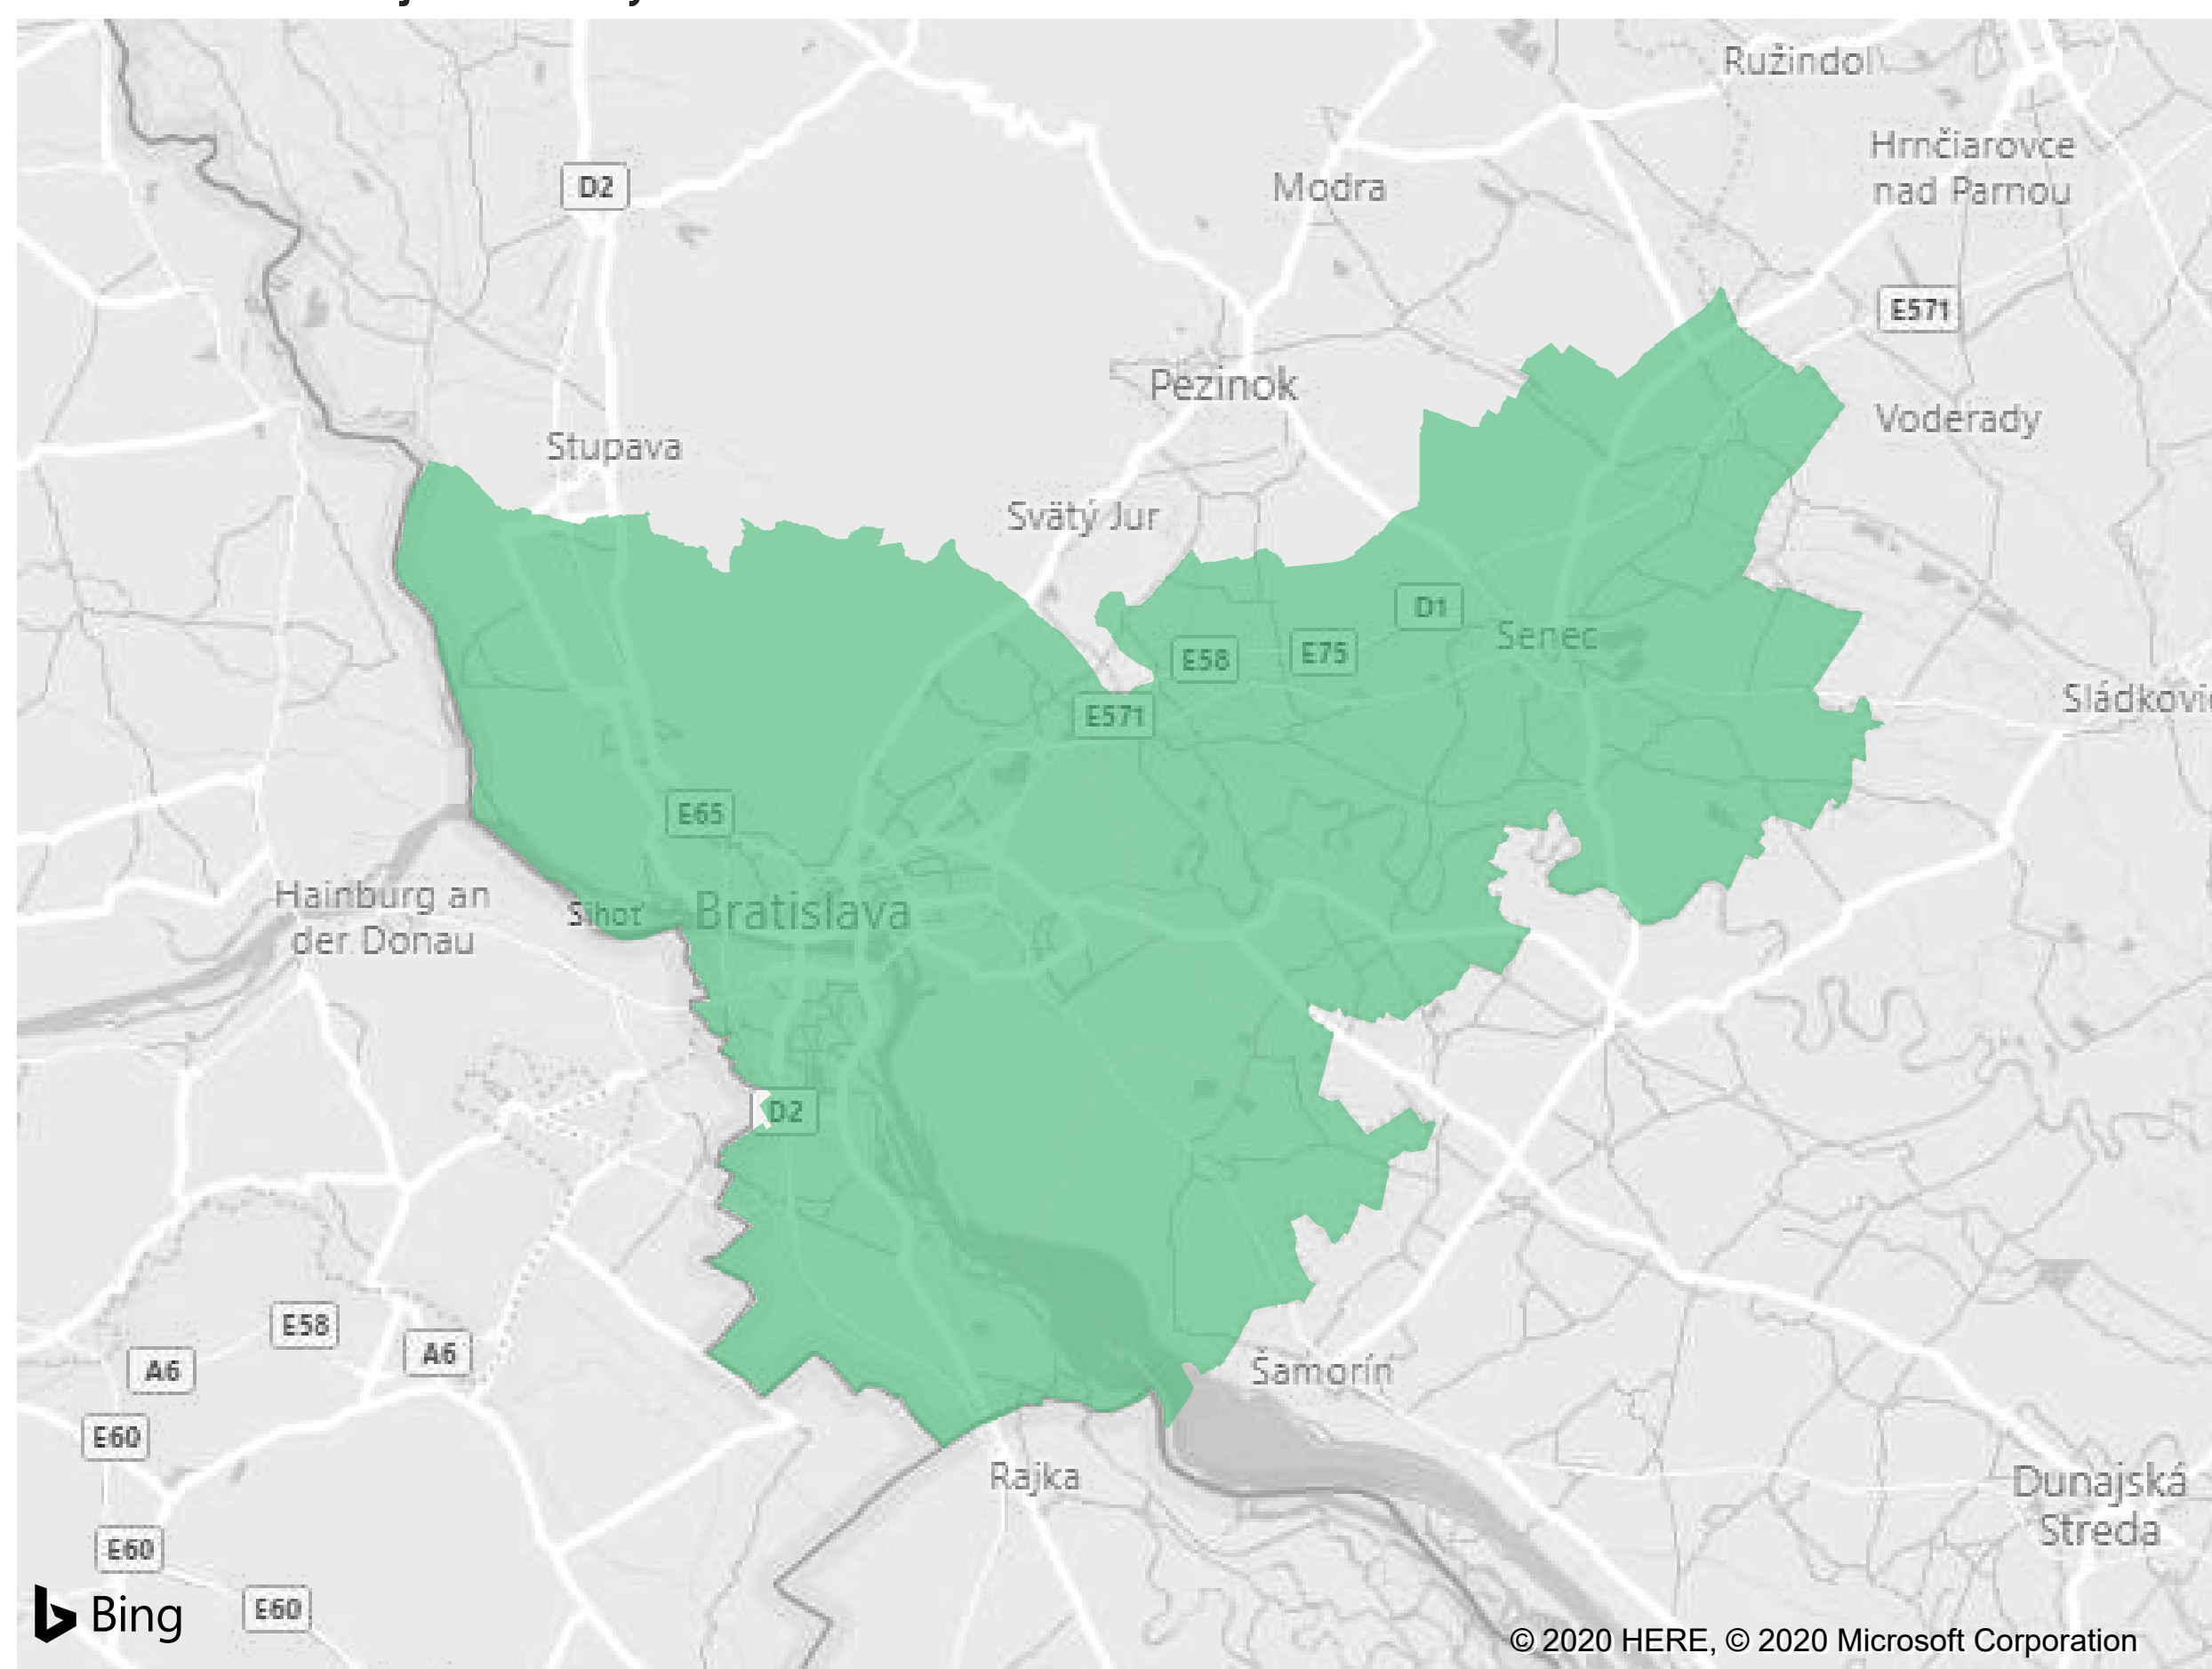 Ružindol
Hrnčiarovce
nad Parnou
D2
Modra
E571
Pezinok
Voderady
Stupava
Svätý Jur
D1
Senec
E58
E75
E571
Sládkovi
E65
Hainburg an
der Donau
Sihoť
Bratislava
D2
E58
A6
A6
Šamorín
E60
Rajka
Dunajská
Streda
E60
E60
Bing
© 2020 HERE, © 2020 Microsoft Corporation